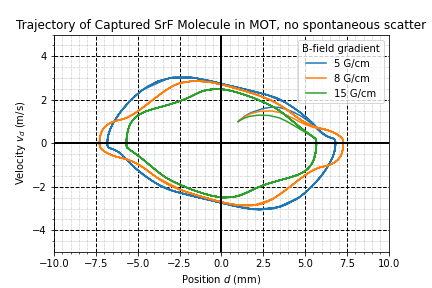 Trajectory of Captured SrF Molecule in MOT, no spontaneous scatter
B-field gradient
5 G/cm
8 G/cm
15 G/cm
Velocity v_d (m/s)
4
2
0
−2
−4
−10.0 −7.5 −5.0 −2.5 0.0 2.5 5.0 7.5 10.0
Position d (mm)